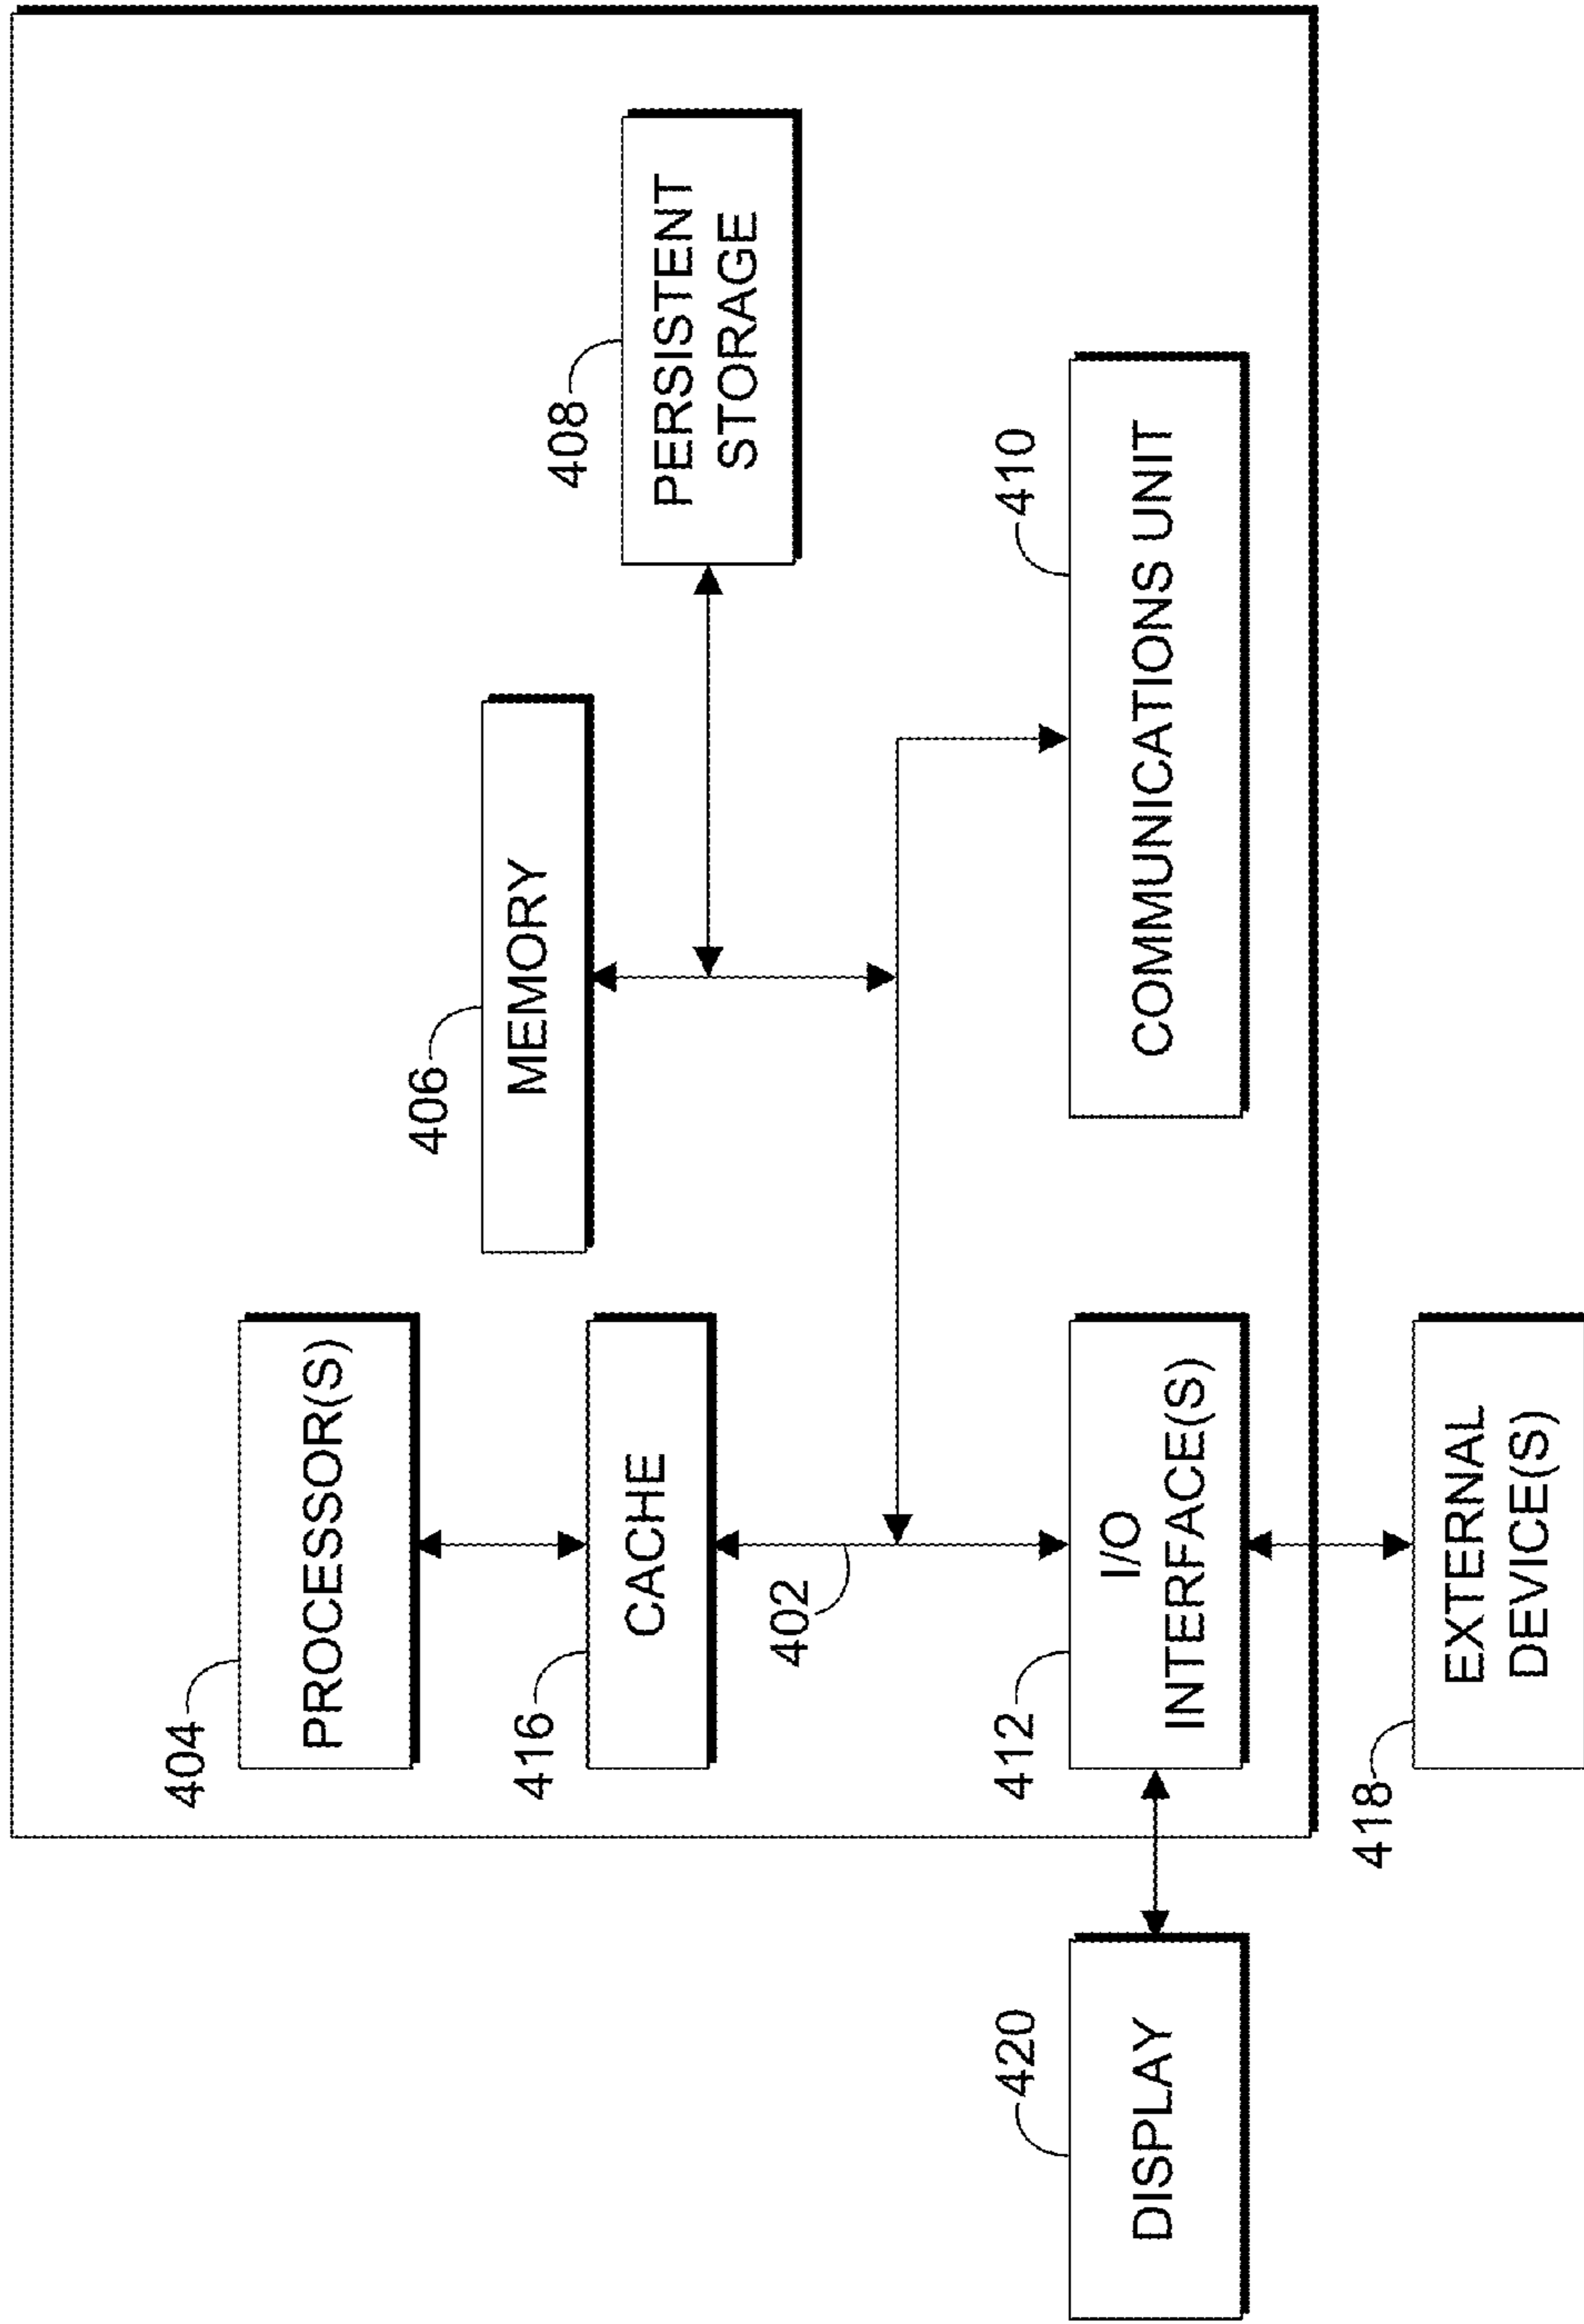 404
PROCESSOR(S)
416
CACHE
406
MEMORY
408
PERSISTENT
STORAGE
402
420
DISPLAY
412
I/O
INTERFACE(S)
410
COMMUNICATIONS UNIT
418
EXTERNAL
DEVICE(S)